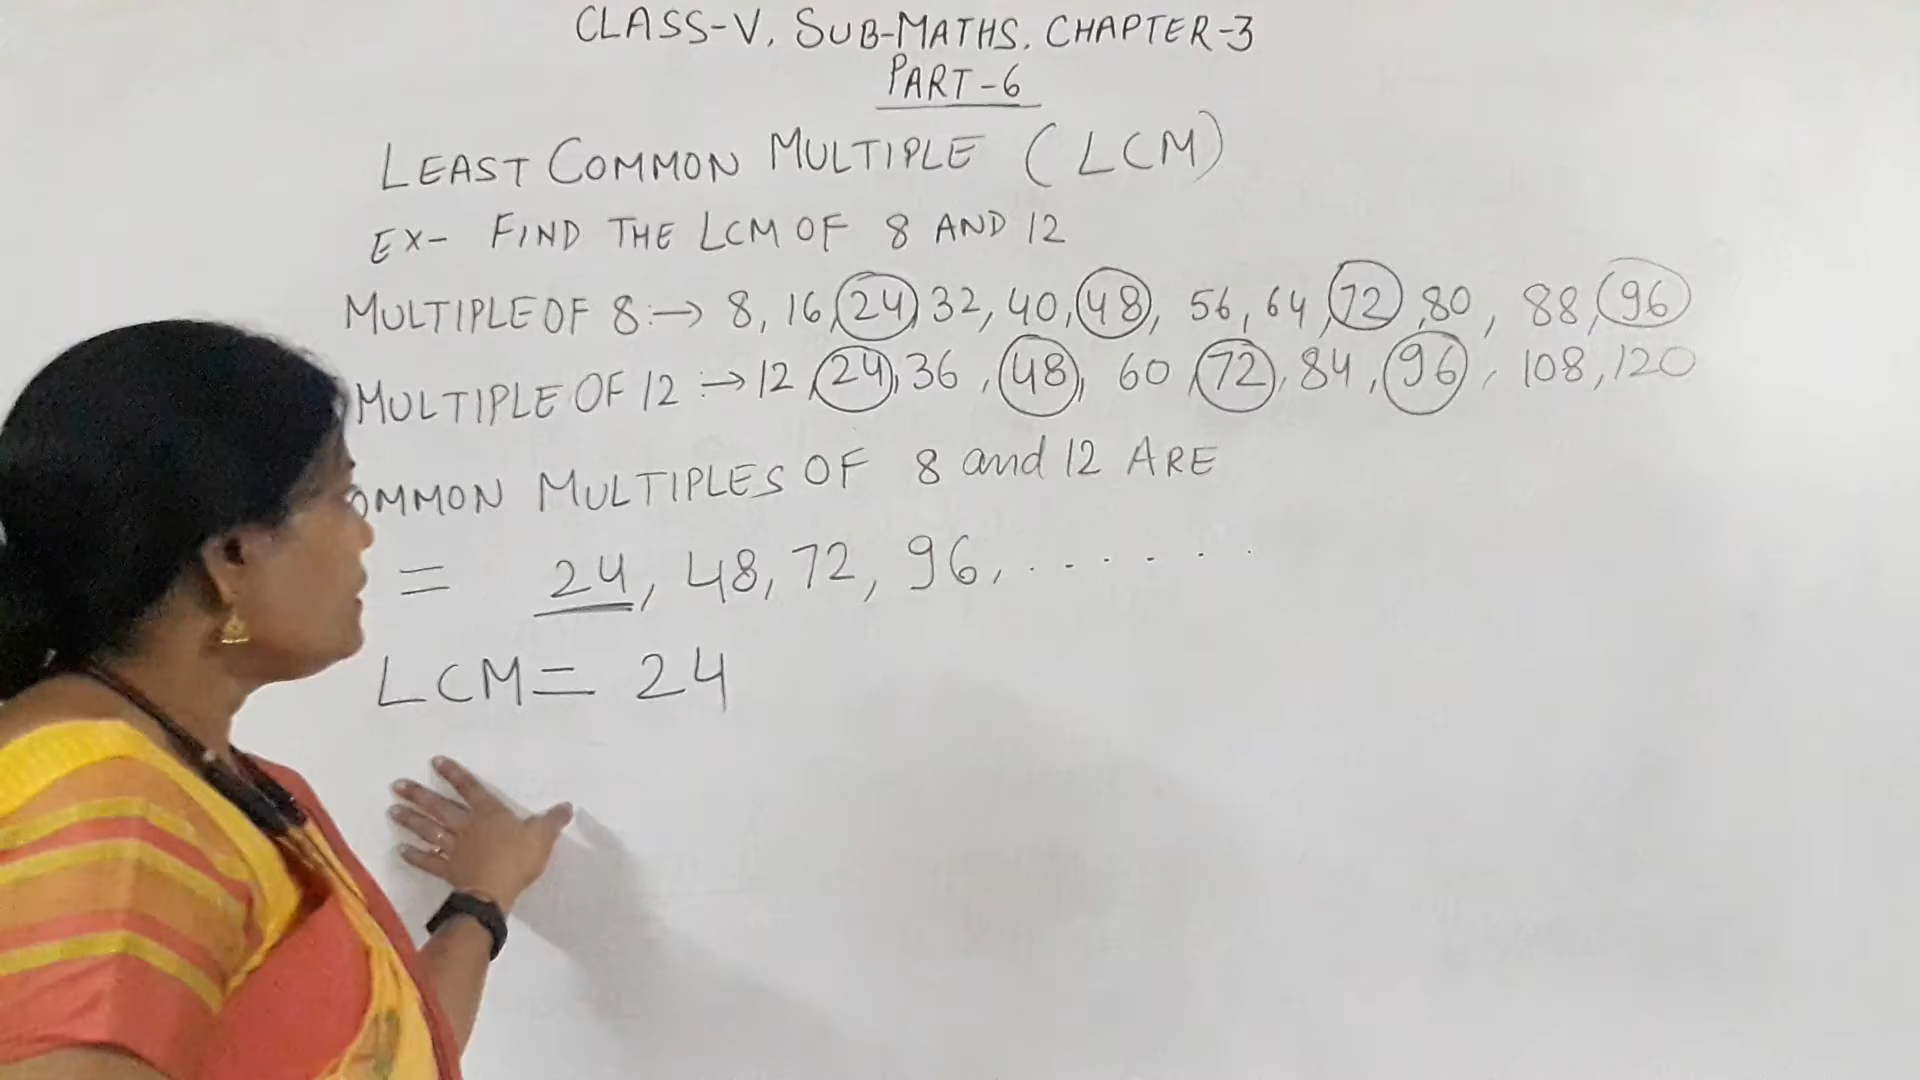 CLASS-V, SUB-MATHS. CHAPTER-3
PART-6
LEAST COMMON MULTIPLE (LCM)
EX- FIND THE LCM OF 8 AND 12
MULTIPLE OF 8:→ 8, 16, 24, 32, 40, 48, 56, 64, 72, 80, 88, 96
MULTIPLE OF 12:→ 12, 24, 36, 48, 60, 72, 84, 96, 108, 120
OMMON MULTIPLES OF 8 and 12 ARE
= 24, 48, 72, 96, . . . . . .
LCM = 24